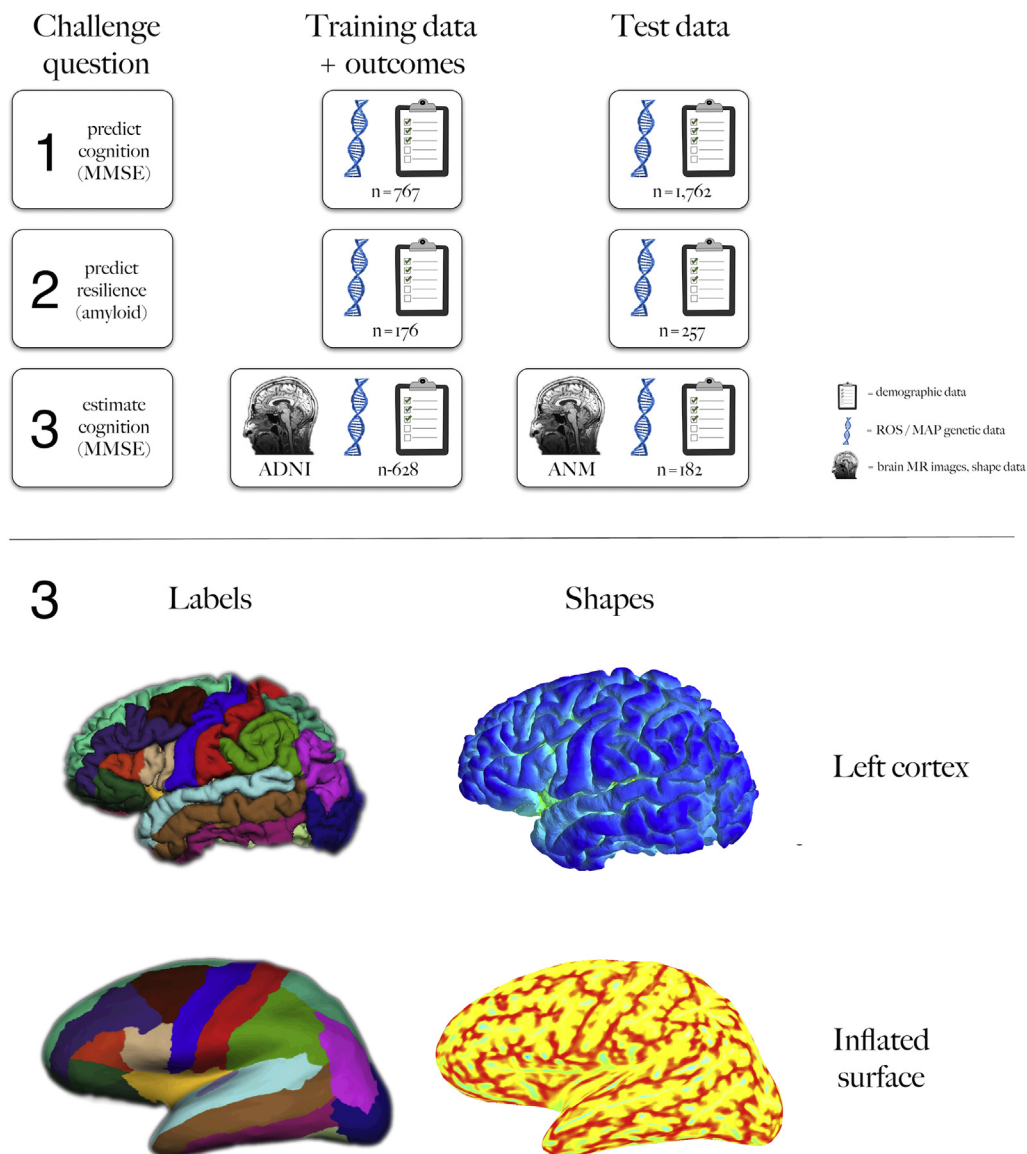 Challenge
question
Training data
+ outcomes
Test data
1
predict
cognition
(MMSE)
n=767
n=1,762
2
predict
resilience
(amyloid)
n=176
n=257
3
estimate
cognition
(MMSE)
ADNI
n-628
ANM
n=182
= demographic data
= ROS / MAP genetic data
= brain MR images, shape data
3
Labels
Shapes
Left cortex
Inflated
surface